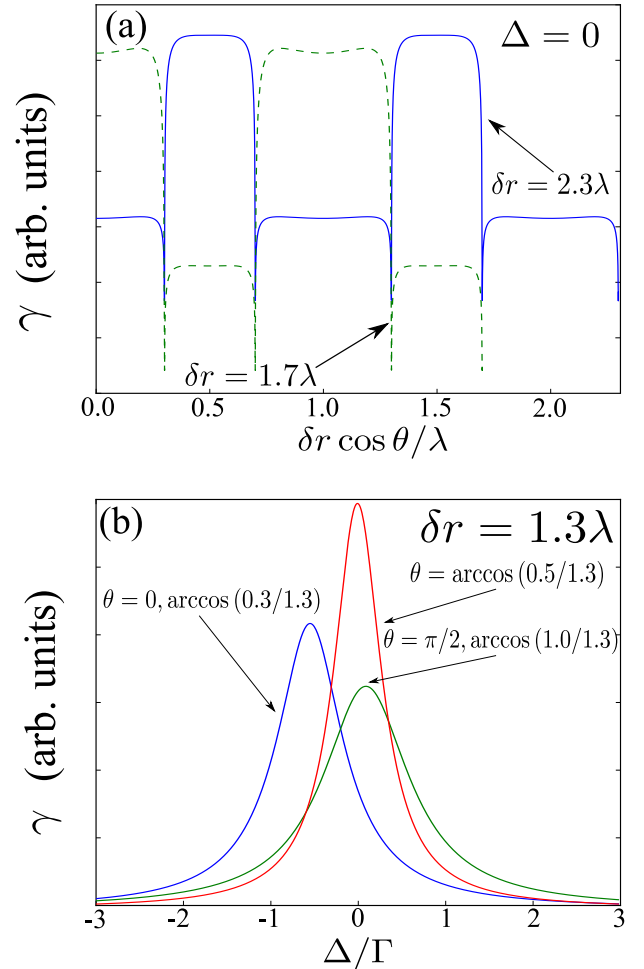 (a)
Δ = 0
γ (arb. units)
δr = 2.3λ
δr = 1.7λ
0.0 0.5 1.0 1.5 2.0
δr cos θ/λ
(b)
δr = 1.3λ
θ = arccos (0.5/1.3)
θ = 0, arccos (0.3/1.3)
θ = π/2, arccos (1.0/1.3)
γ (arb. units)
-3 -2 -1 0 1 2 3
Δ/Γ